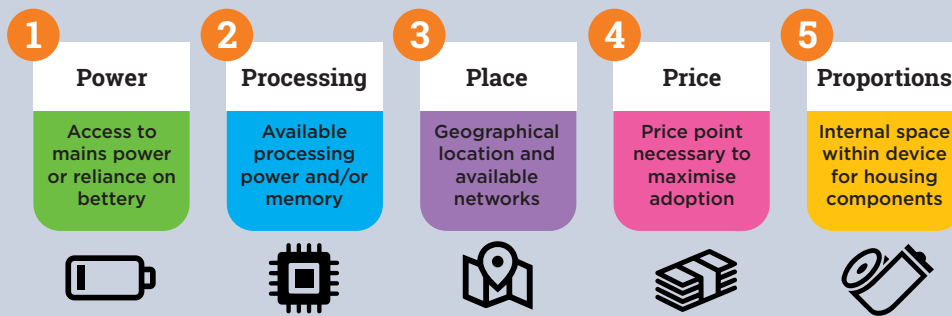 1
Power
Access to
mains power
or reliance on
bettery
2
Processing
Available
processing
power and/or
memory
3
Place
Geographical
location and
available
networks
4
Price
Price point
necessary to
maximise
adoption
5
Proportions
Internal space
within device
for housing
components